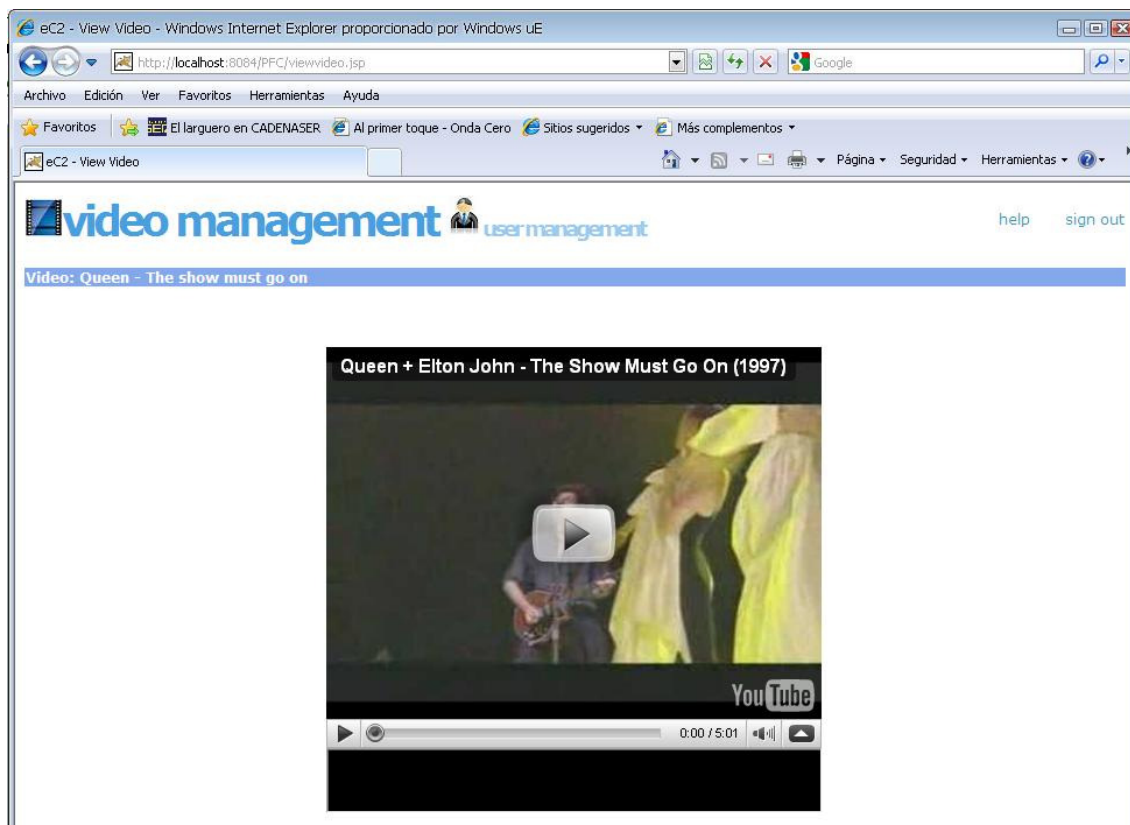 eC2 - View Video - Windows Internet Explorer proporcionado por Windows uE
http://localhost:8084/PFC/viewvideo.jsp
Google
Archivo Edición Ver Favoritos Herramientas Ayuda
Favoritos El larguero en CADENASER Al primer toque - Onda Cero Sitios sugeridos Más complementos
eC2 - View Video Página Seguridad Herramientas
video management user management help sign out
Video: Queen - The show must go on
Queen + Elton John - The Show Must Go On (1997)
YouTube
0:00 / 5:01